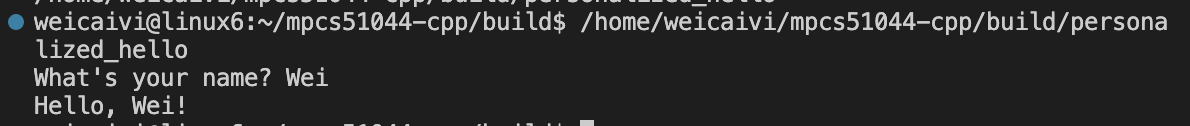 weicaivi@linux6:~/mpcs51044-cpp/build$ /home/weicaivi/mpcs51044-cpp/build/persona
lized_hello
What's your name? Wei
Hello, Wei!